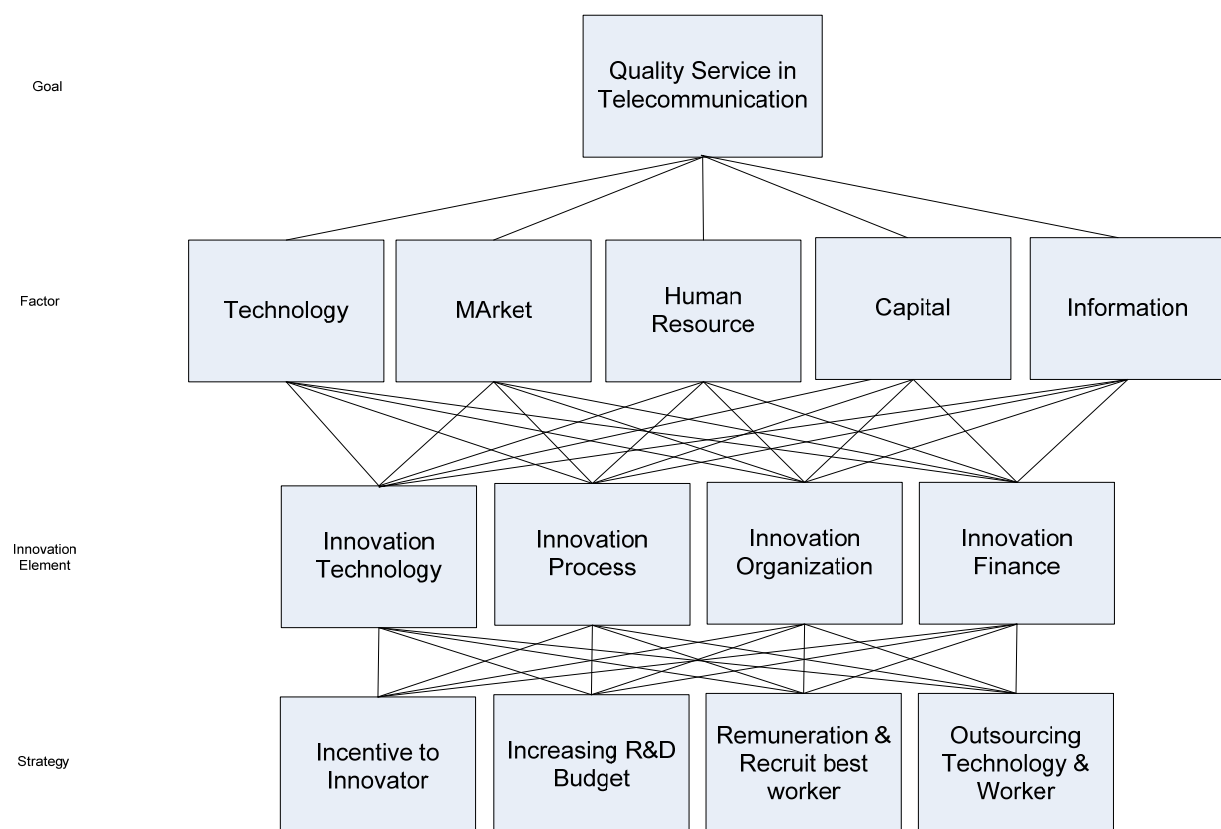 Goal
Quality Service in
Telecommunication
Factor
Technology
MArket
Human
Resource
Capital
Information
Innovation
Element
Innovation
Technology
Innovation
Process
Innovation
Organization
Innovation
Finance
Strategy
Incentive to
Innovator
Increasing R&D
Budget
Remuneration &
Recruit best
worker
Outsourcing
Technology &
Worker